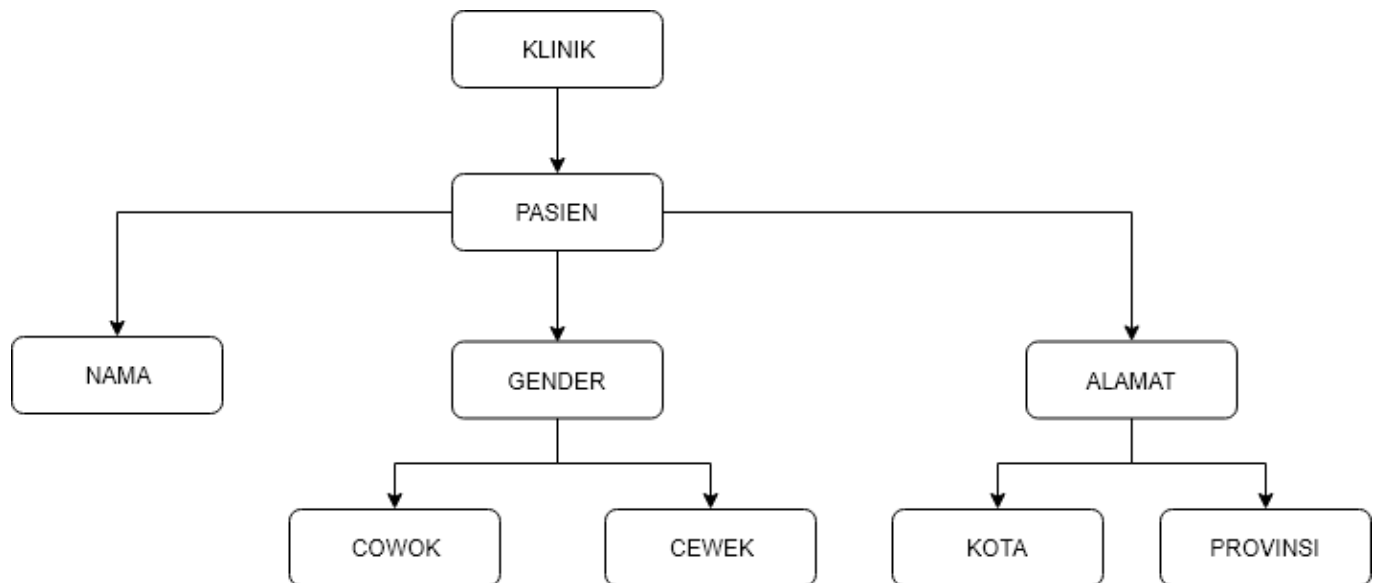 KLINIK
PASIEN
NAMA
GENDER
ALAMAT
COWOK
CEWEK
KOTA
PROVINSI